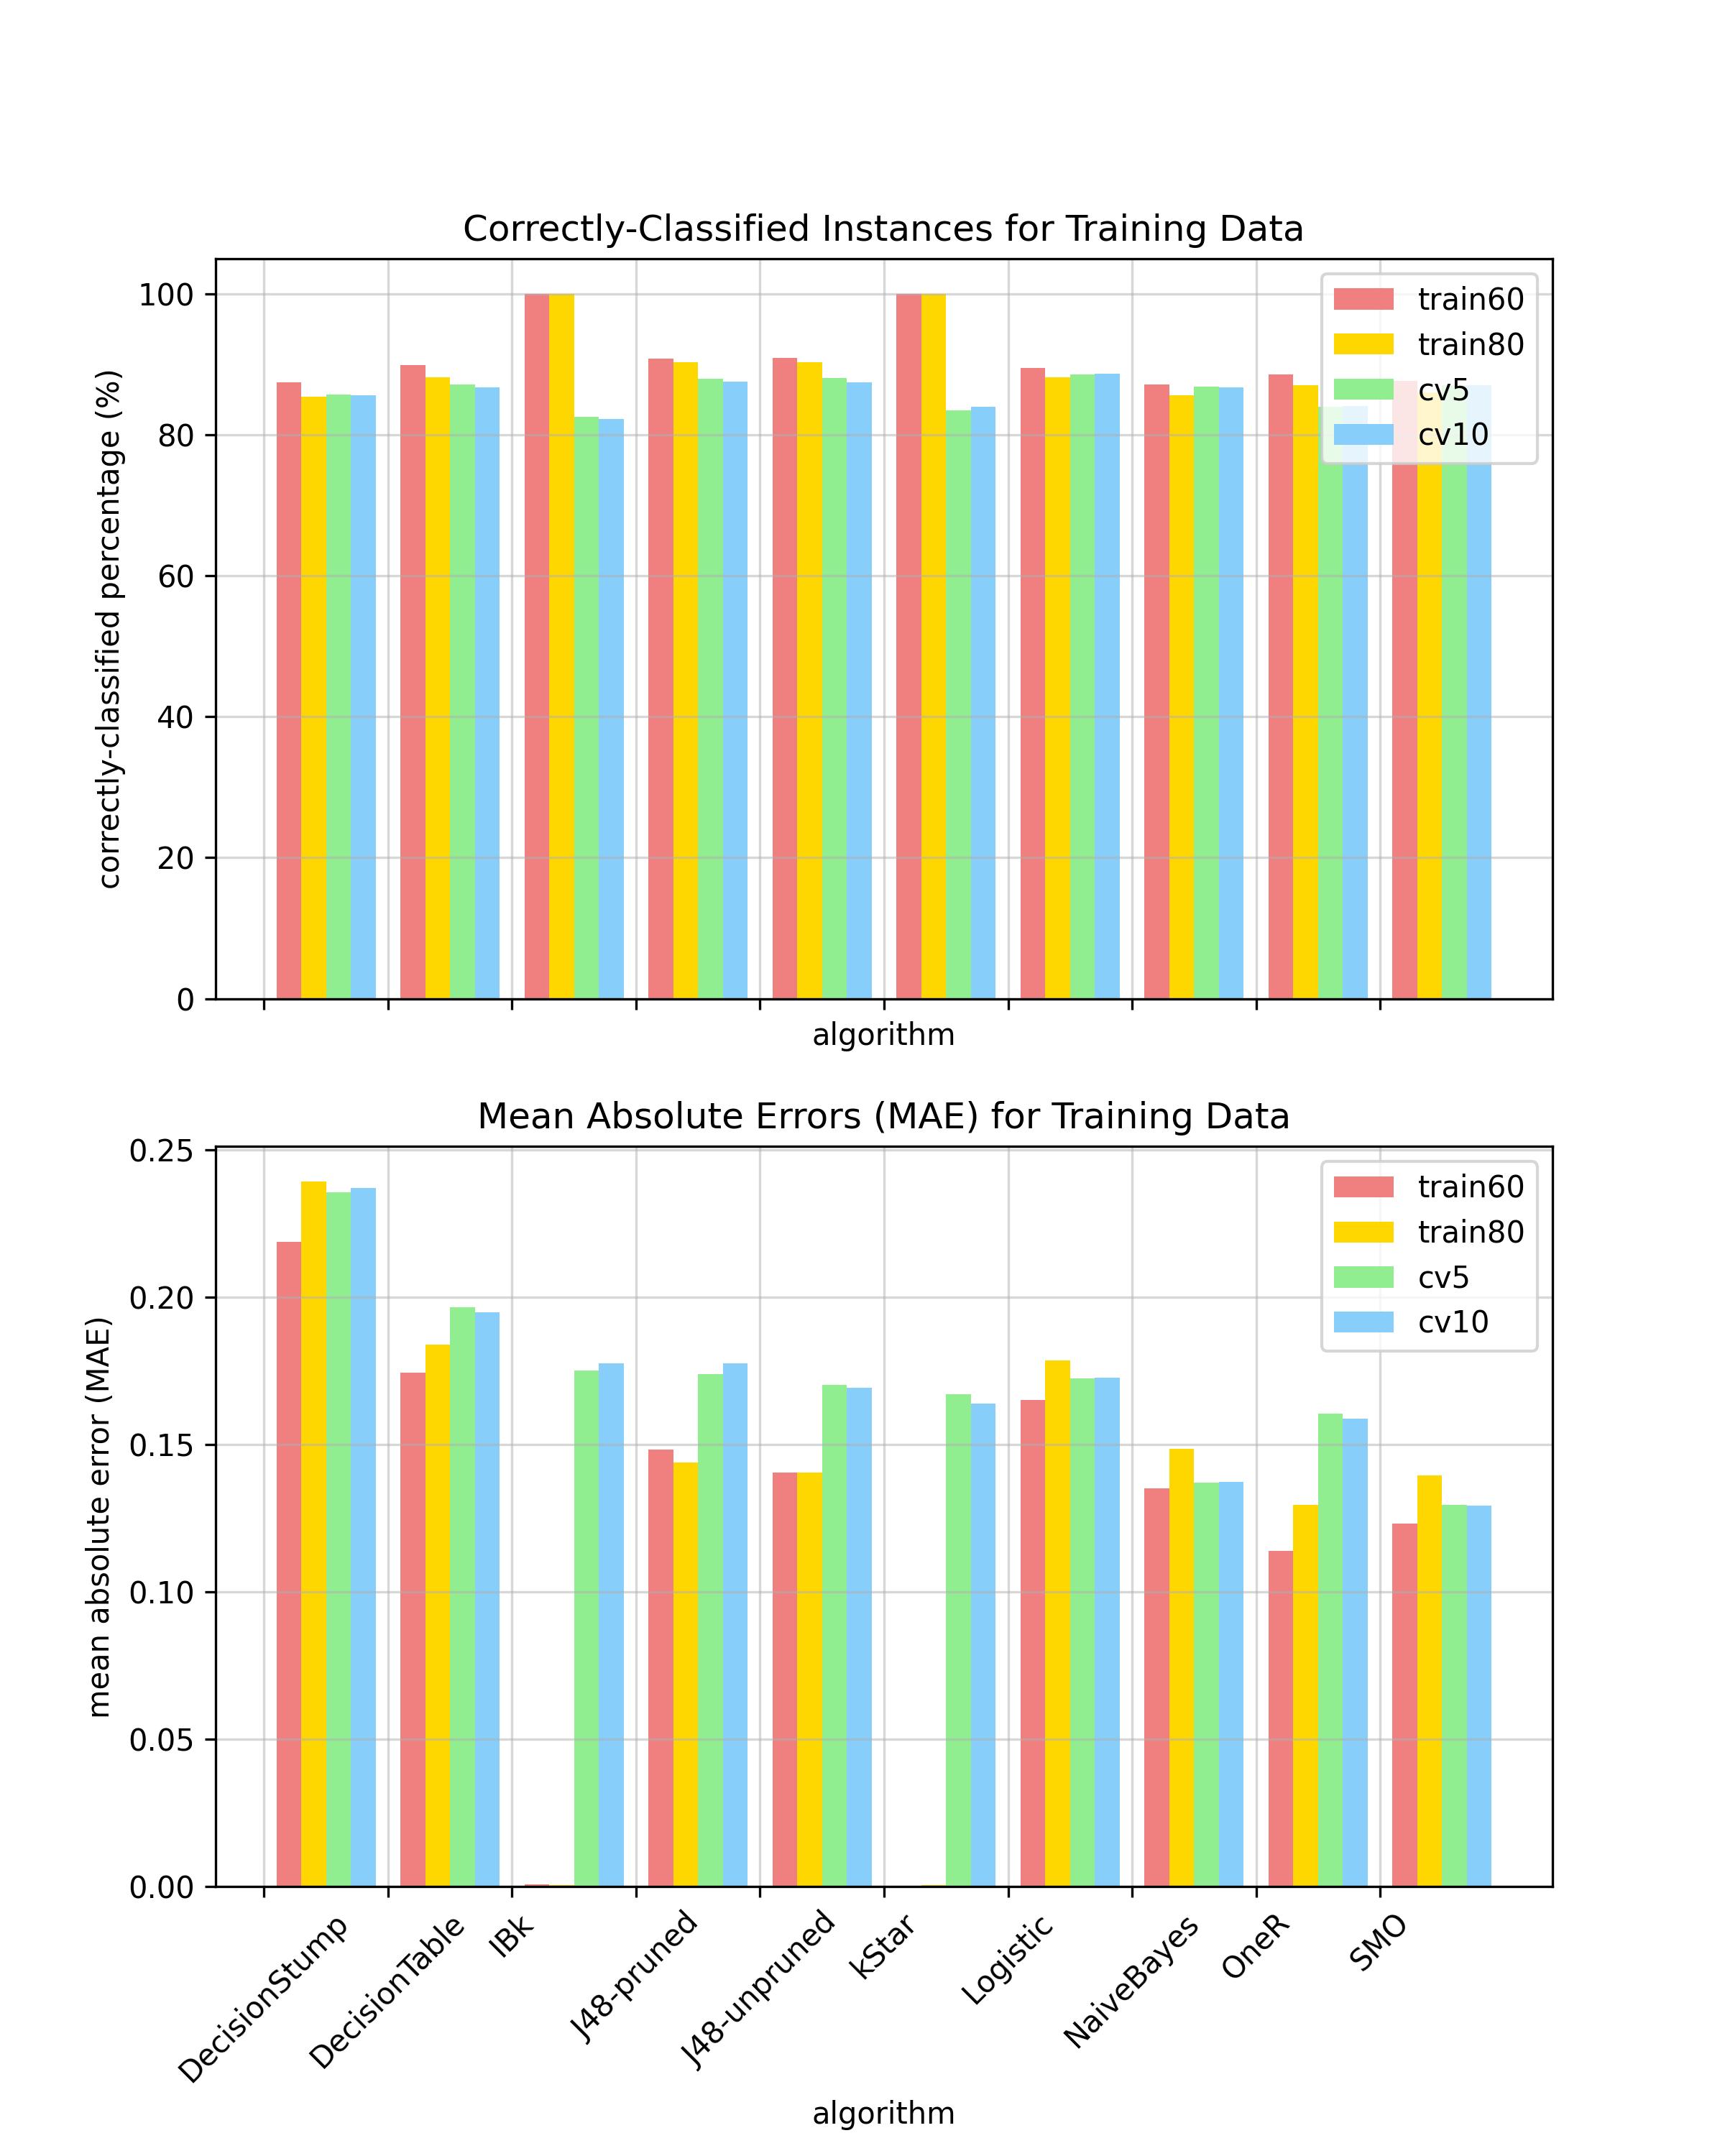 Correctly-Classified Instances for Training Data
correctly-classified percentage (%)
100
80
60
40
20
0
train60
train80
cv5
cv10
algorithm
Mean Absolute Errors (MAE) for Training Data
mean absolute error (MAE)
0.25
0.20
0.15
0.10
0.05
0.00
train60
train80
cv5
cv10
DecisionStump
DecisionTable
IBk
J48-pruned
J48-unpruned
kStar
Logistic
NaiveBayes
OneR
SMO
algorithm